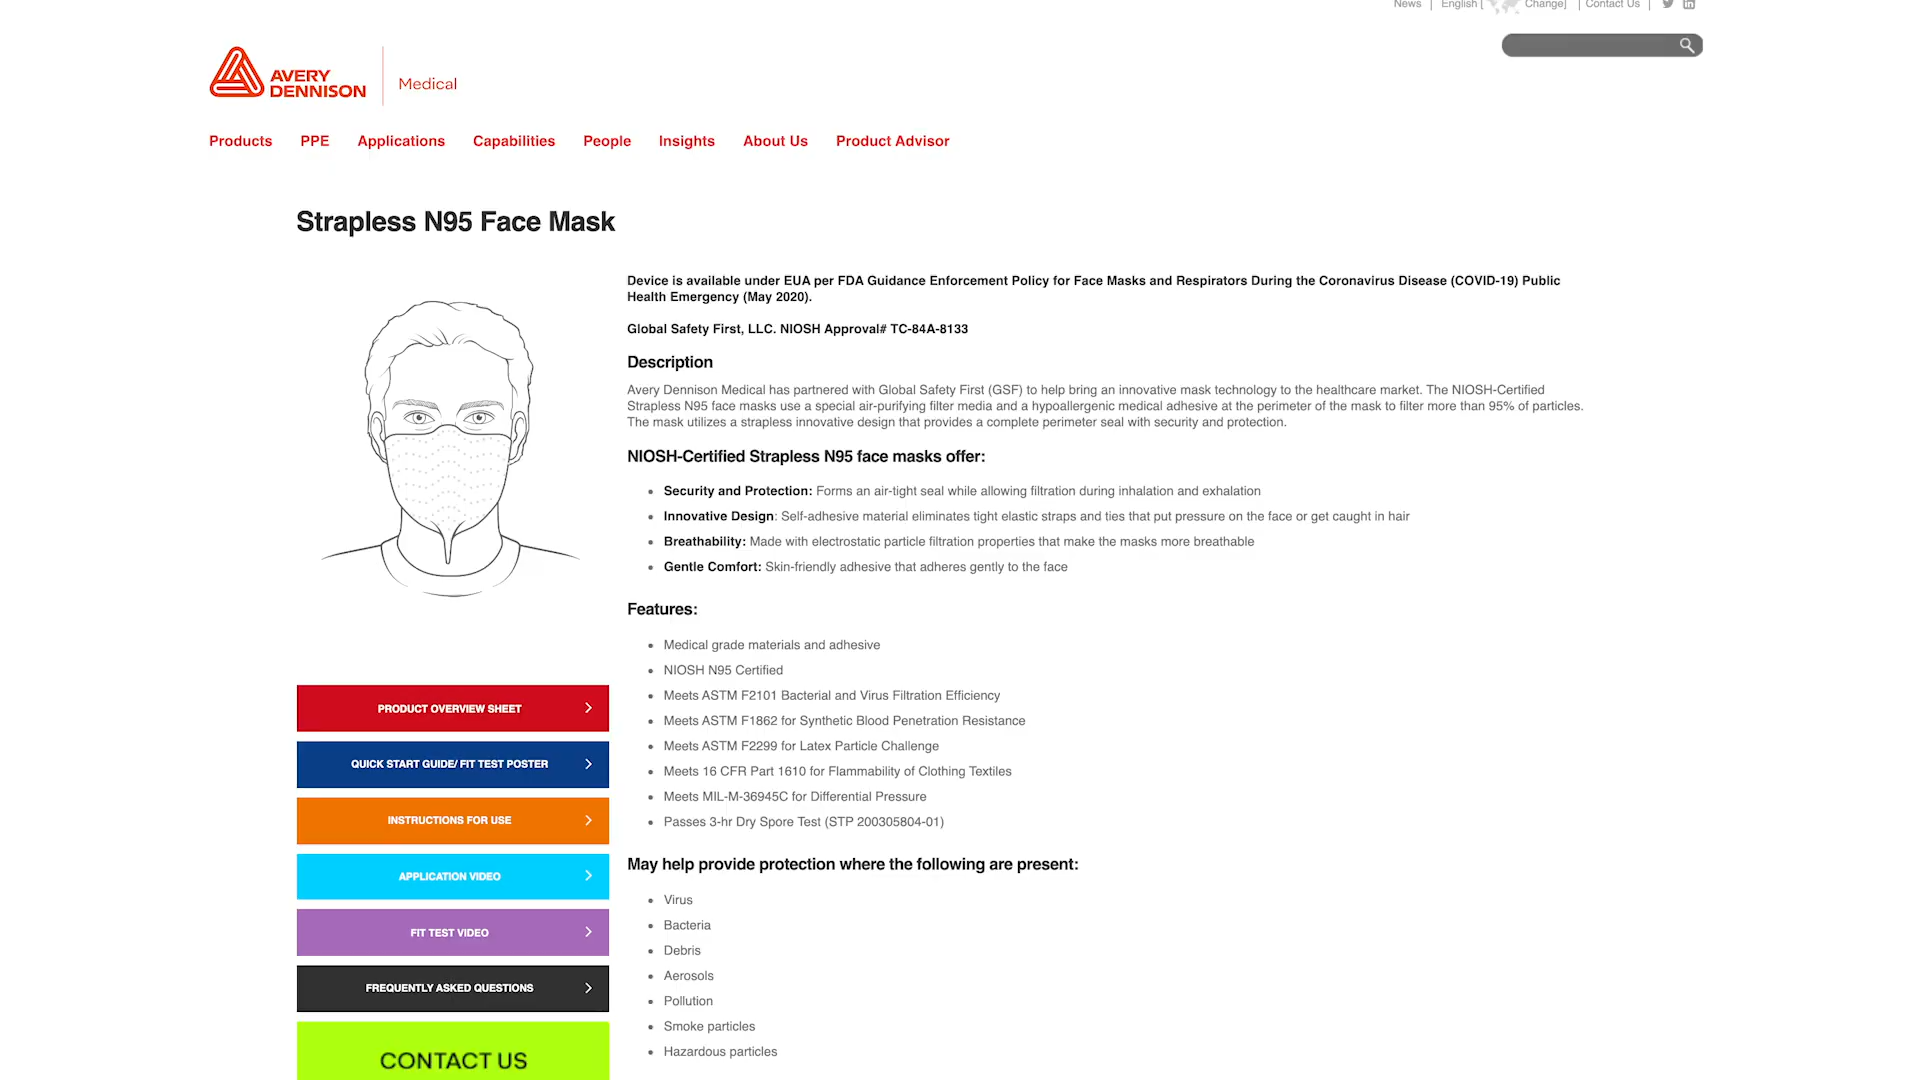 News | English [ Change] | Contact Us |
AVERY
DENNISON
Medical
Products PPE Applications Capabilities People Insights About Us Product Advisor
Strapless N95 Face Mask
Device is available under EUA per FDA Guidance Enforcement Policy for Face Masks and Respirators During the Coronavirus Disease (COVID-19) Public
Health Emergency (May 2020).
Global Safety First, LLC. NIOSH Approval# TC-84A-8133
Description
Avery Dennison Medical has partnered with Global Safety First (GSF) to help bring an innovative mask technology to the healthcare market. The NIOSH-Certified
Strapless N95 face masks use a special air-purifying filter media and a hypoallergenic medical adhesive at the perimeter of the mask to filter more than 95% of particles.
The mask utilizes a strapless innovative design that provides a complete perimeter seal with security and protection.
NIOSH-Certified Strapless N95 face masks offer:
Security and Protection: Forms an air-tight seal while allowing filtration during inhalation and exhalation
Innovative Design: Self-adhesive material eliminates tight elastic straps and ties that put pressure on the face or get caught in hair
Breathability: Made with electrostatic particle filtration properties that make the masks more breathable
Gentle Comfort: Skin-friendly adhesive that adheres gently to the face
Features:
Medical grade materials and adhesive
NIOSH N95 Certified
Meets ASTM F2101 Bacterial and Virus Filtration Efficiency
Meets ASTM F1862 for Synthetic Blood Penetration Resistance
Meets ASTM F2299 for Latex Particle Challenge
Meets 16 CFR Part 1610 for Flammability of Clothing Textiles
Meets MIL-M-36945C for Differential Pressure
Passes 3-hr Dry Spore Test (STP 200305804-01)
May help provide protection where the following are present:
Virus
Bacteria
Debris
Aerosols
Pollution
Smoke particles
Hazardous particles
PRODUCT OVERVIEW SHEET
QUICK START GUIDE/ FIT TEST POSTER
INSTRUCTIONS FOR USE
APPLICATION VIDEO
FIT TEST VIDEO
FREQUENTLY ASKED QUESTIONS
CONTACT US